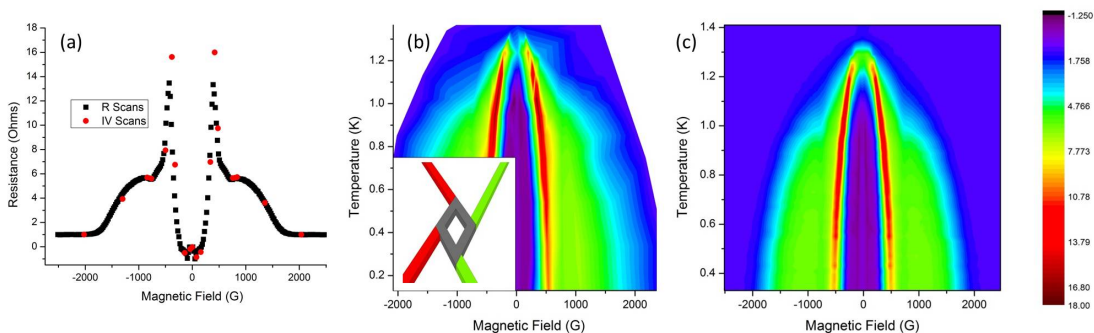 (a)
18
16
14
12
10
8
6
4
2
0
Resistance (Ohms)
R Scans
IV Scans
-2000 -1000 0 1000 2000
Magnetic Field (G)
(b)
1.2
1.0
0.8
0.6
0.4
0.2
Temperature (K)
-2000 -1000 0 1000 2000
Magnetic Field (G)
(c)
1.4
1.2
1.0
0.8
0.6
0.4
Temperature (K)
-2000 -1000 0 1000 2000
Magnetic Field (G)
-1.250
1.758
4.766
7.773
10.78
13.79
16.80
18.00